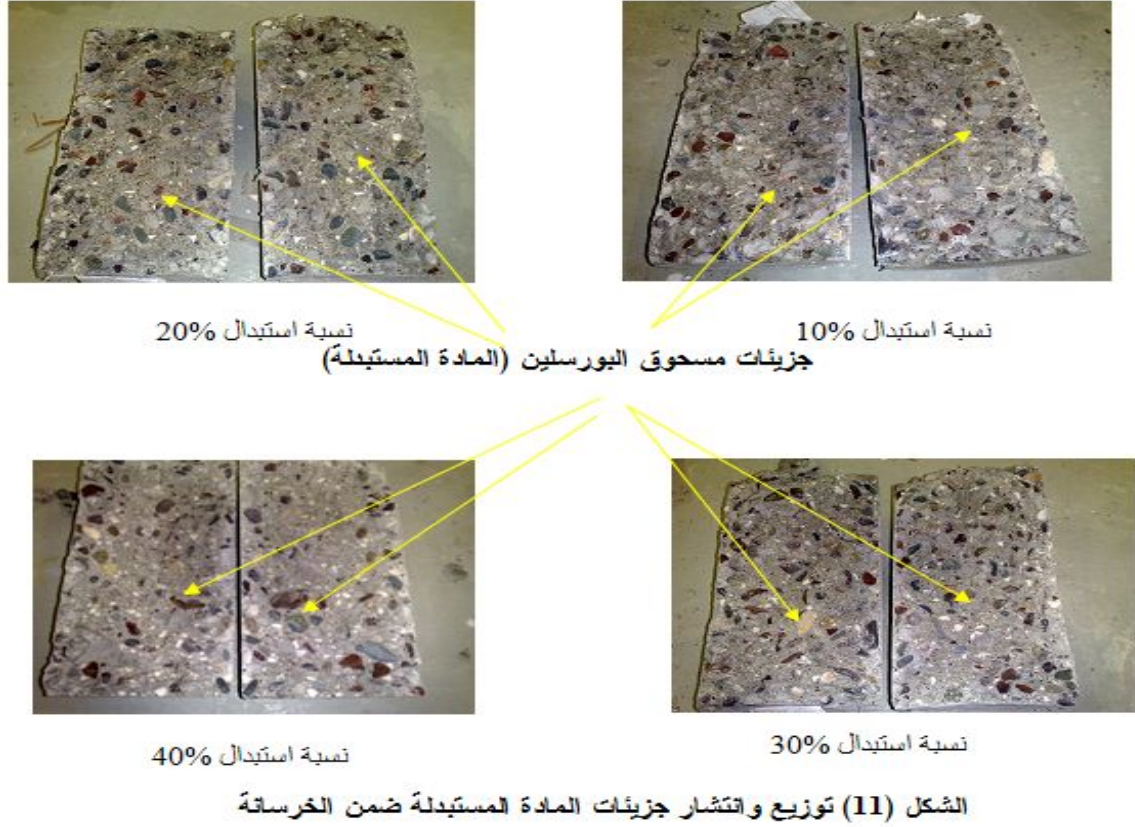 نسبة استبدال 10%
نسبة استبدال 20%
جزيئات مسحوق البورسلين (المادة المستبدلة)
نسبة استبدال 30%
نسبة استبدال 40%
الشكل (11) توزيع وانتشار جزيئات المادة المستبدلة ضمن الخرسانة